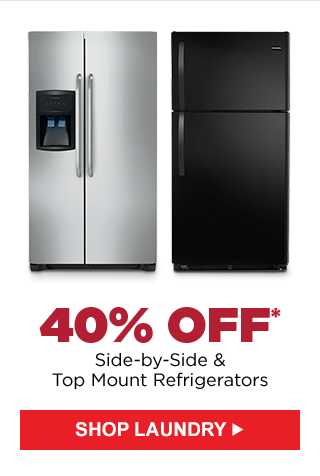 40% OFF*
Side-by-Side &
Top Mount Refrigerators
SHOP LAUNDRY ▶